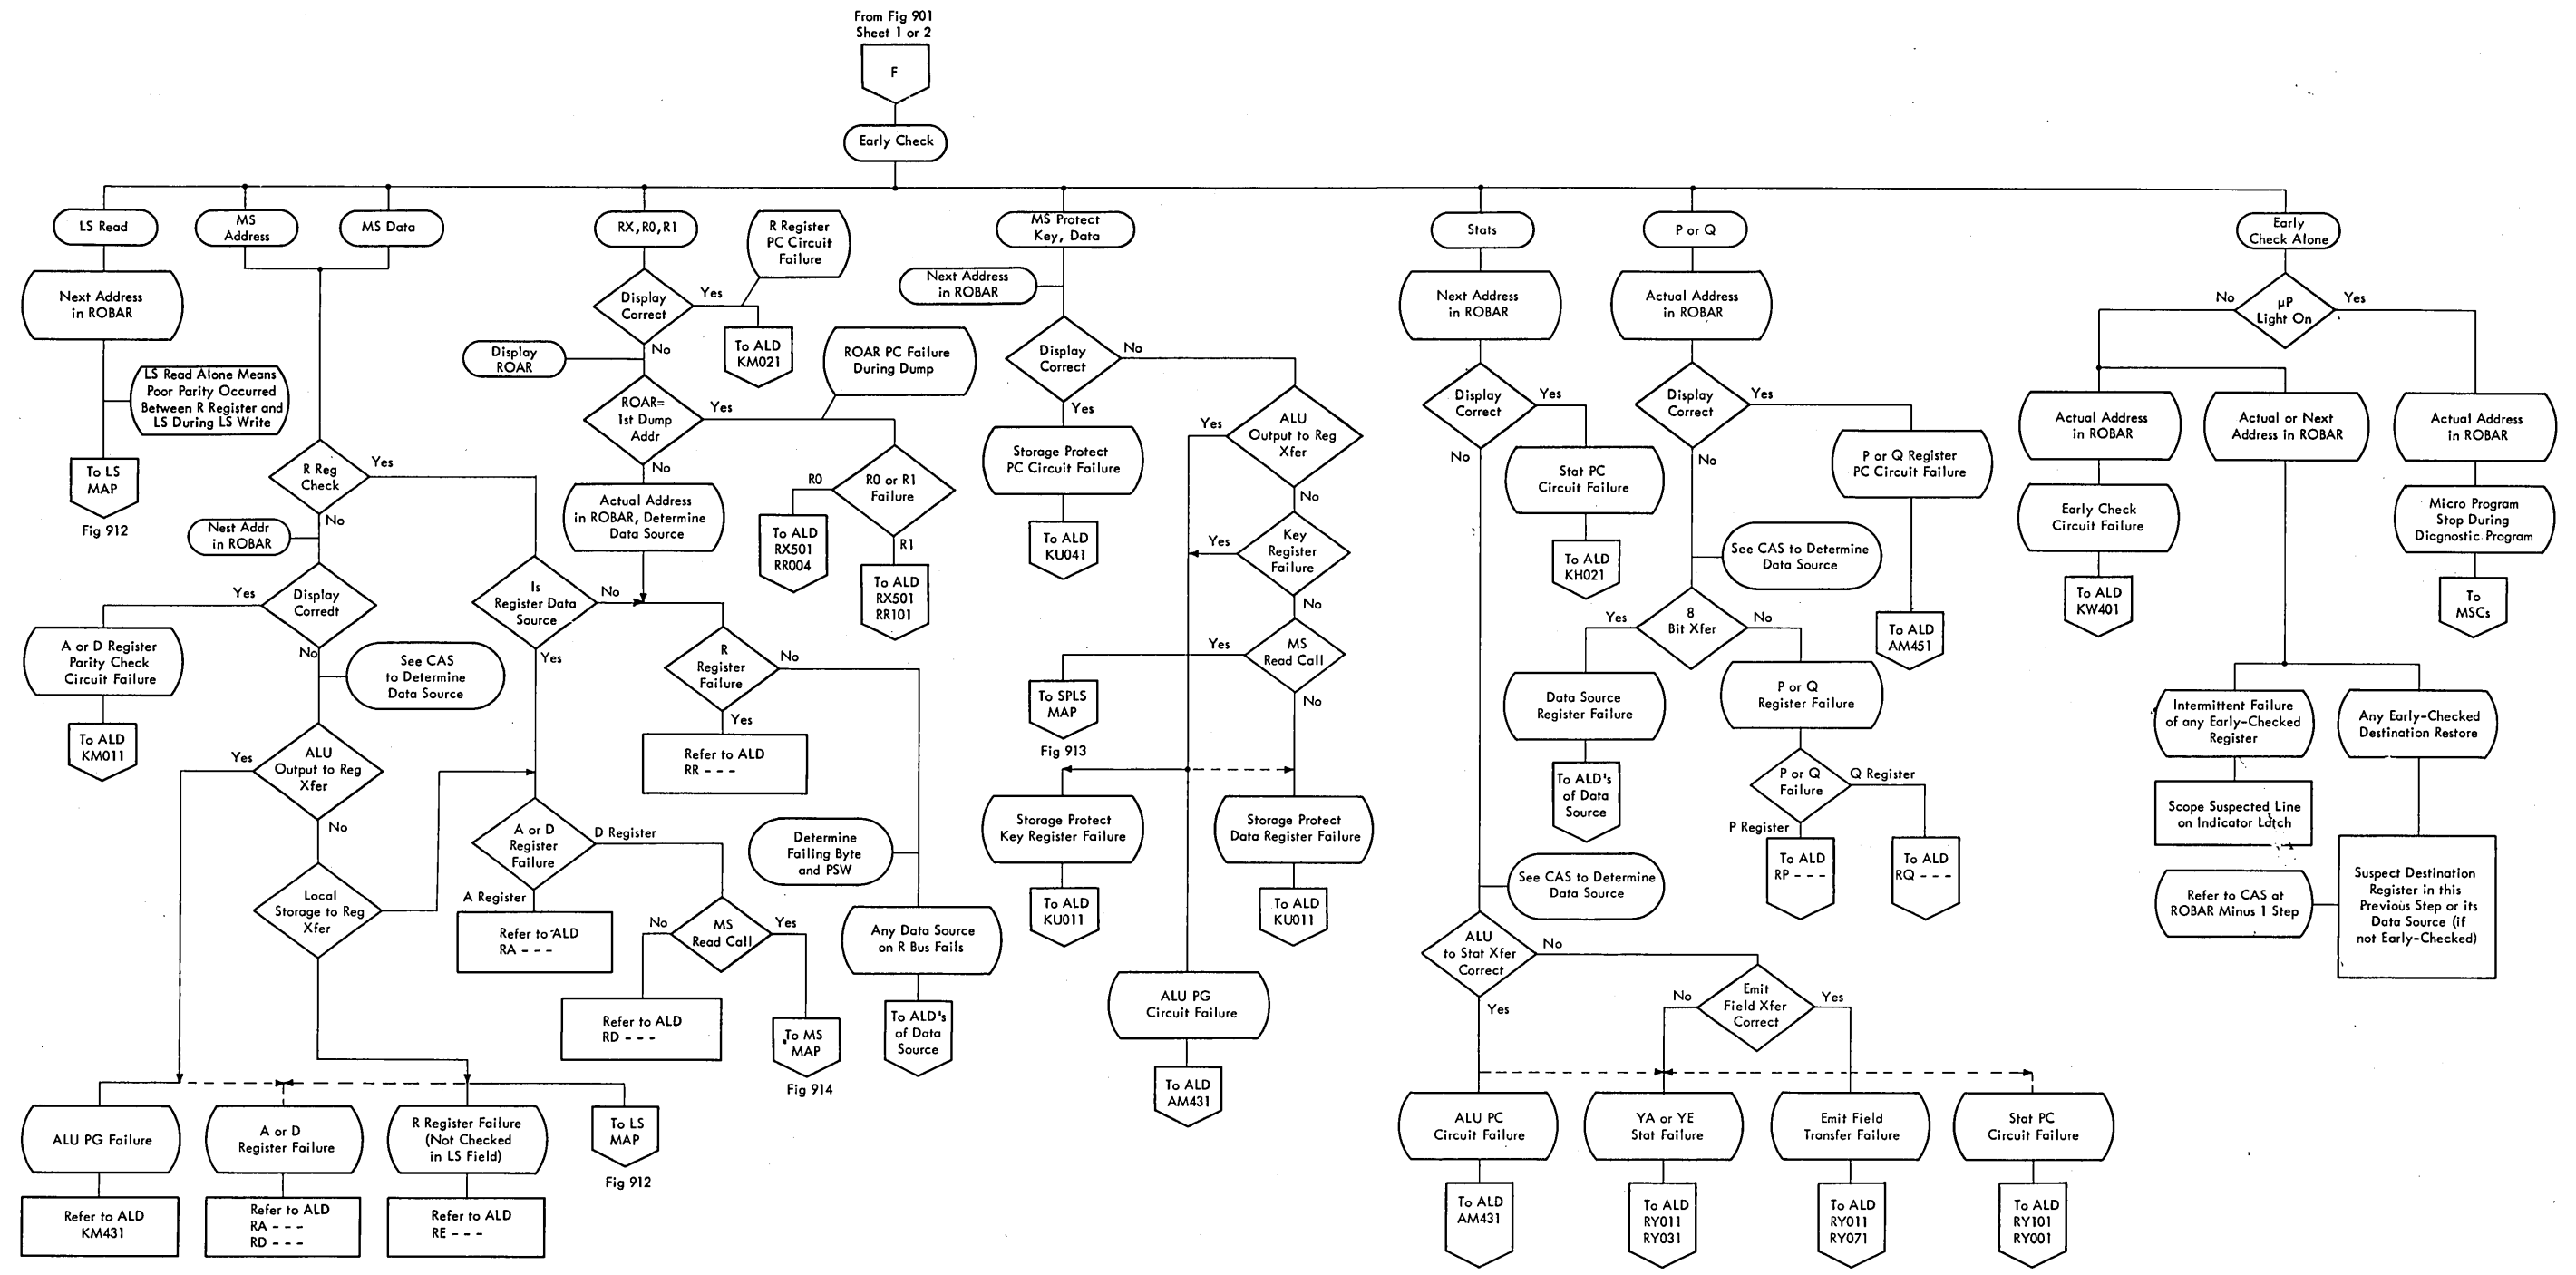 From Fig 901
Sheet 1 or 2
F
Early Check
LS Read
Next Address
in ROBAR
LS Read Alone Means
Poor Parity Occurred
Between R Register and
LS During LS Write
To LS
MAP
Fig 912
MS
Address
MS Data
R Reg
Check
Yes
No
Nest Addr
in ROBAR
Display
Corredt
Yes
No
A or D Register
Parity Check
Circuit Failure
To ALD
KM011
See CAS
to Determine
Data Source
ALU
Output to Reg
Xfer
Yes
No
Local
Storage to Reg
Xfer
Is
Register Data
Source
No
Yes
A or D
Register
Failure
D Register
A Register
Refer to ALD
RA - - -
MS
Read Call
No
Yes
Refer to ALD
RD - - -
To MS
MAP
Fig 914
ALU PG Failure
Refer to ALD
KM431
A or D
Register Failure
Refer to ALD
RA - - -
RD - - -
R Register Failure
(Not Checked
in LS Field)
Refer to ALD
RE - - -
To LS
MAP
Fig 912
RX,R0,R1
Display
Correct
Yes
No
R Register
PC Circuit
Failure
To ALD
KM021
Display
ROAR
ROAR=
1st Dump
Addr
Yes
No
ROAR PC Failure
During Dump
R0 or R1
Failure
R0
R1
To ALD
RX501
RR004
To ALD
RX501
RR101
Actual Address
in ROBAR, Determine
Data Source
R
Register
Failure
No
Yes
Refer to ALD
RR - - -
Determine
Failing Byte
and PSW
Any Data Source
on R Bus Fails
To ALD's
of Data
Source
MS Protect
Key, Data
Next Address
in ROBAR
Display
Correct
No
Yes
Storage Protect
PC Circuit Failure
To ALD
KU041
ALU
Output to Reg
Xfer
Yes
No
Key
Register
Failure
Yes
No
MS
Read Call
Yes
No
To SPLS
MAP
Fig 913
Storage Protect
Key Register Failure
To ALD
KU011
Storage Protect
Data Register Failure
To ALD
KU011
ALU PG
Circuit Failure
To ALD
AM431
Stats
Next Address
in ROBAR
Display
Correct
Yes
No
Stat PC
Circuit Failure
To ALD
KH021
See CAS to Determine
Data Source
ALU
to Stat Xfer
Correct
No
Yes
Emit
Field Xfer
Correct
No
Yes
ALU PC
Circuit Failure
To ALD
AM431
YA or YE
Stat Failure
To ALD
RY011
RY031
Emit Field
Transfer Failure
To ALD
RY011
RY071
Stat PC
Circuit Failure
To ALD
RY101
RY001
P or Q
Actual Address
in ROBAR
Display
Correct
Yes
No
P or Q Register
PC Circuit Failure
To ALD
AM451
See CAS to Determine
Data Source
8
Bit Xfer
Yes
No
Data Source
Register Failure
To ALD's
of Data
Source
P or Q
Register Failure
P or Q
Failure
Q Register
P Register
To ALD
RP - - -
To ALD
RQ - - -
Early
Check Alone
µP
Light On
No
Yes
Actual Address
in ROBAR
Early Check
Circuit Failure
To ALD
KW401
Actual or Next
Address in ROBAR
Actual Address
in ROBAR
Micro Program
Stop During
Diagnostic Program
To
MSCs
Intermittent Failure
of any Early-Checked
Register
Scope Suspected Line
on Indicator Latch
Any Early-Checked
Destination Restore
Refer to CAS at
ROBAR Minus 1 Step
Suspect Destination
Register in this
Previous Step or its
Data Source (if
not Early-Checked)